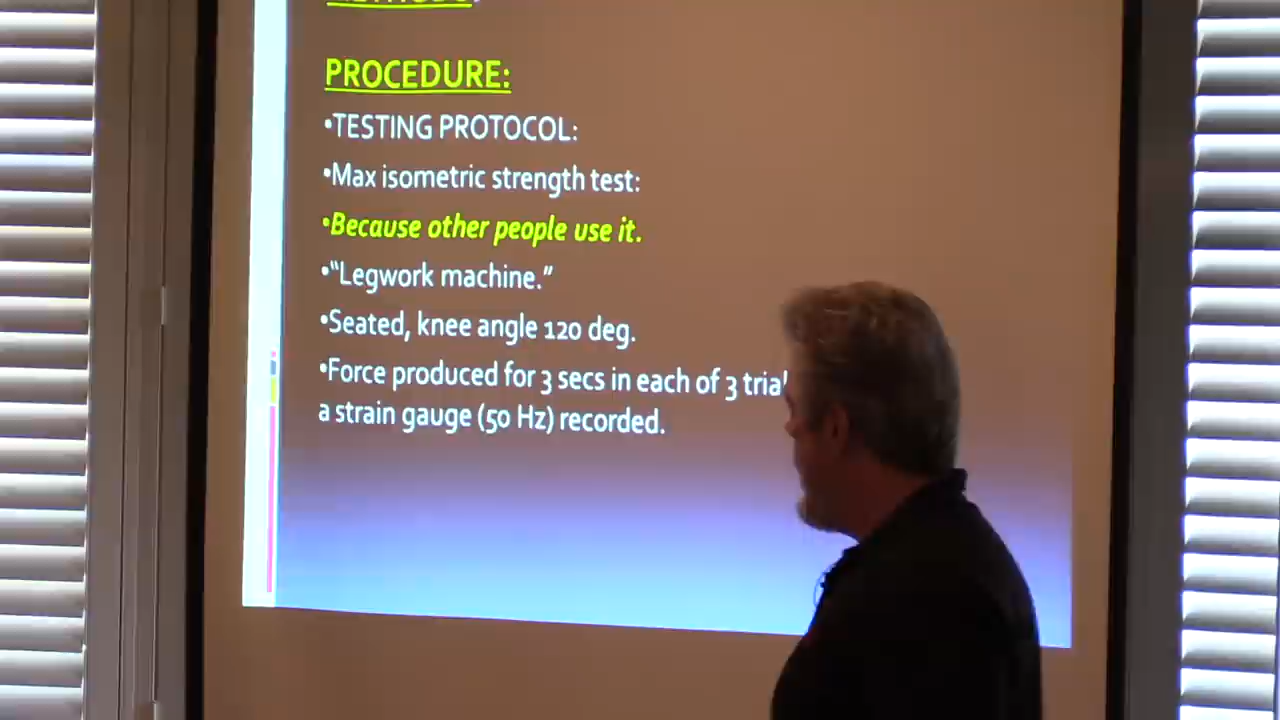 PROCEDURE:
•TESTING PROTOCOL:
•Max isometric strength test:
•Because other people use it.
•“Legwork machine.”
•Seated, knee angle 120 deg.
•Force produced for 3 secs in each of 3
a strain gauge (50 Hz) recorded.